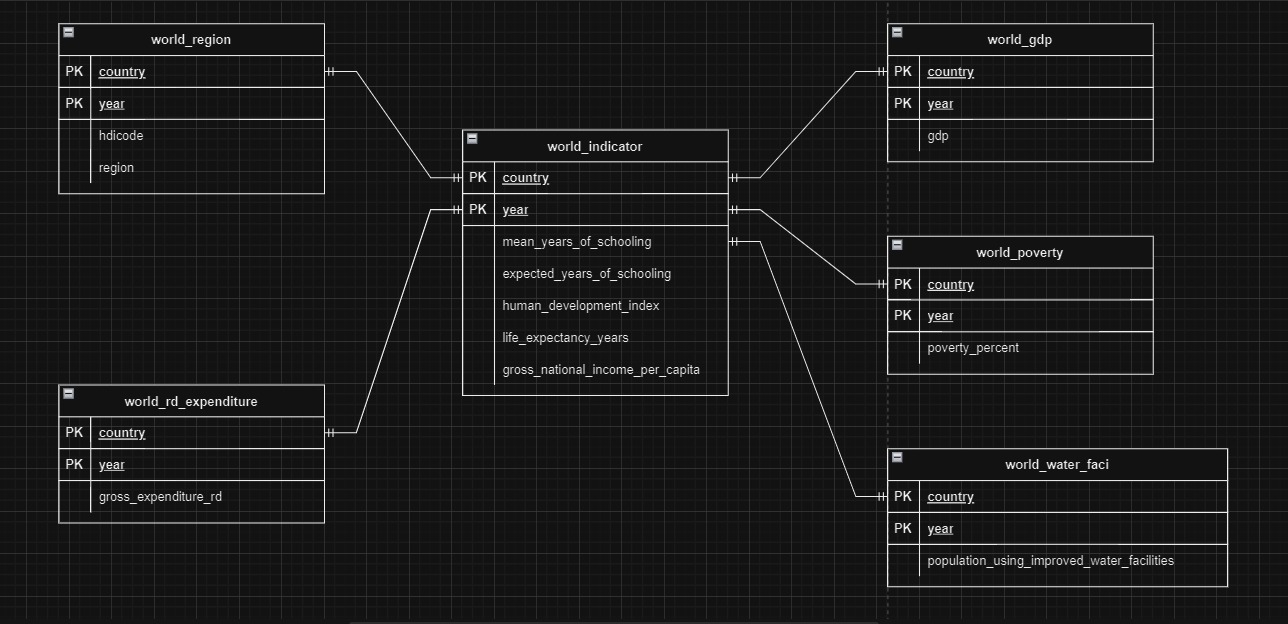 world_region
PK country
PK year
hdicode
region
world_indicator
PK country
PK year
mean_years_of_schooling
expected_years_of_schooling
human_development_index
life_expectancy_years
gross_national_income_per_capita
world_gdp
PK country
PK year
gdp
world_poverty
PK country
PK year
poverty_percent
world_rd_expenditure
PK country
PK year
gross_expenditure_rd
world_water_faci
PK country
PK year
population_using_improved_water_facilities